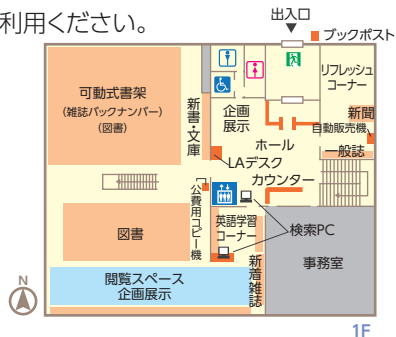 利用ください。
出入口
ブックポスト
可動式書架
(雑誌バックナンバー)
(図書)
新書・文庫
企画
展示
リフレッシュ
コーナー
新聞
自動販売機
一般誌
ホール
LAデスク
カウンター
公費用コピー機
図書
英語学習
コーナー
検索PC
新着雑誌
事務室
閲覧スペース
企画展示
N
1F